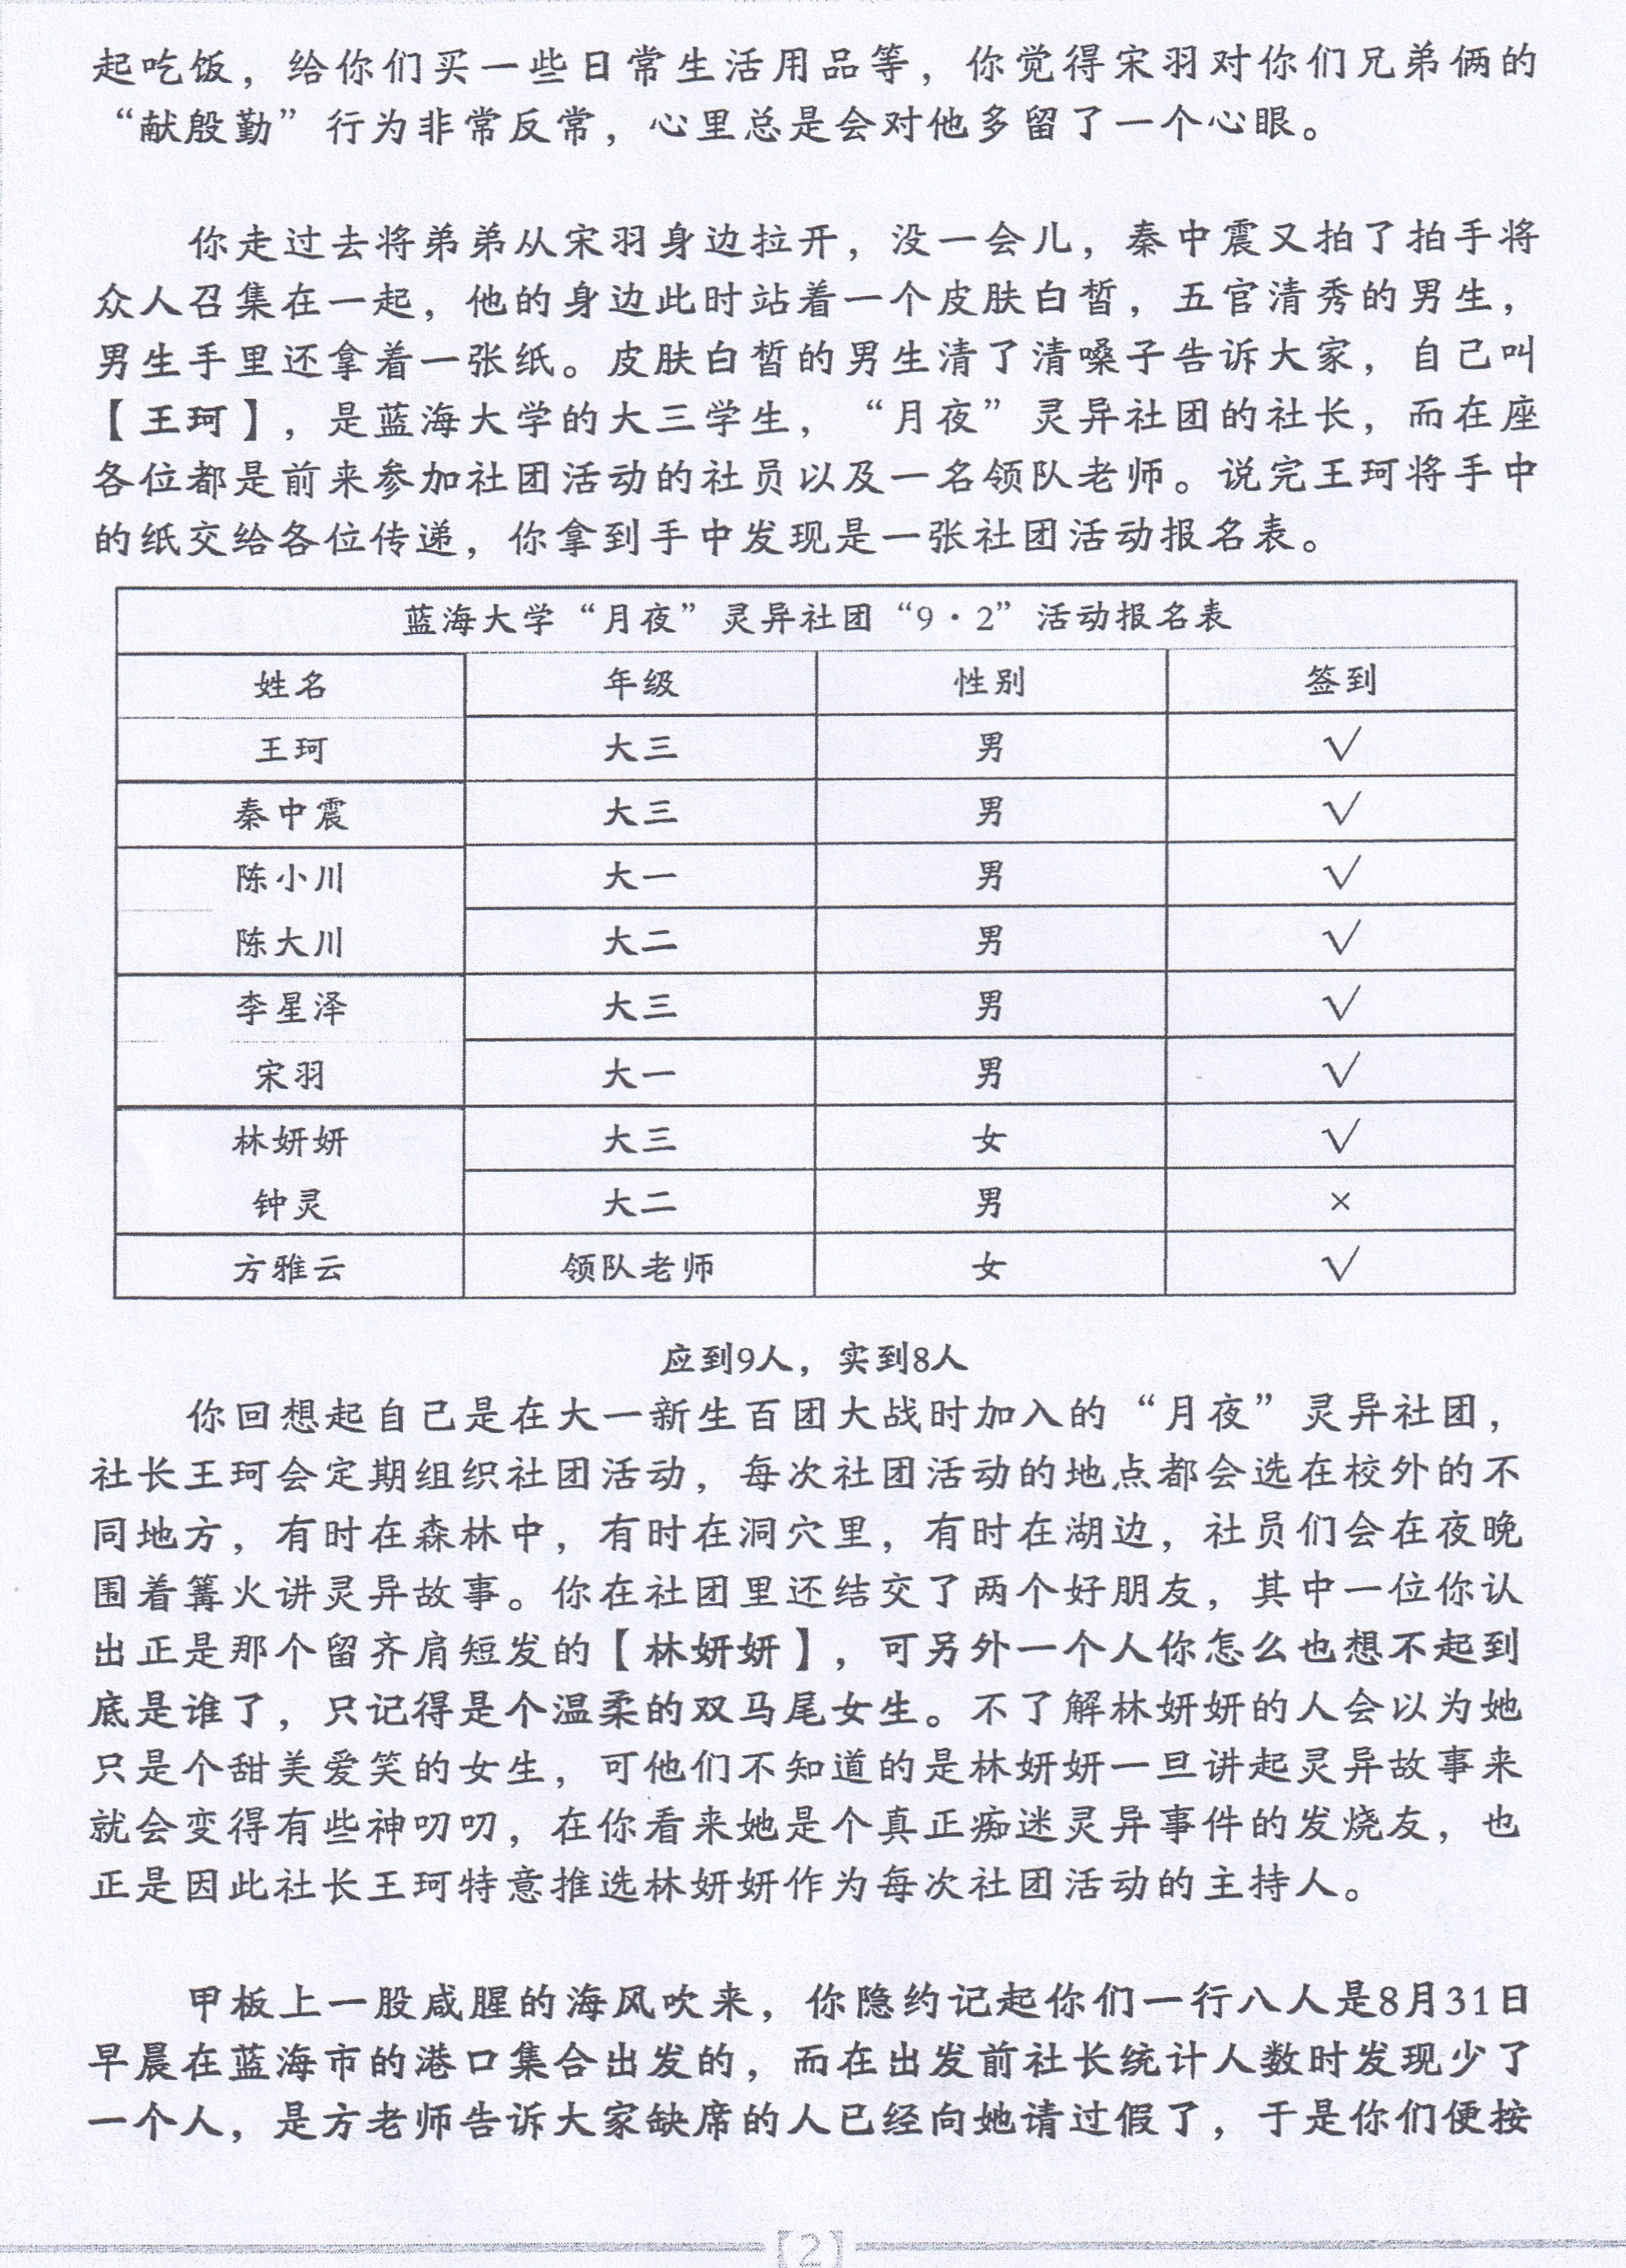 起吃饭，给你们买一些日常生活用品等，你觉得宋羽对你们兄弟俩的
“献殷勤”行为非常反常，心里总是会对他多留了一个心眼。
你走过去将弟弟从宋羽身边拉开，没一会儿，秦中震又拍了拍手将
众人召集在一起，他的身边此时站着一个皮肤白皙，五官清秀的男生，
男生手里还拿着一张纸。皮肤白皙的男生清了清嗓子告诉大家，自己叫
【王珂】，是蓝海大学的大三学生，“月夜”灵异社团的社长，而在座
各位都是前来参加社团活动的社员以及一名领队老师。说完王珂将手中
的纸交给各位传递，你拿到手中发现是一张社团活动报名表。
蓝海大学“月夜”灵异社团“9·2”活动报名表
姓名 年级 性别 签到
王珂 大三 男 √
秦中震 大三 男 √
陈小川 大一 男 √
陈大川 大二 男 √
李星泽 大三 男 √
宋羽 大一 男 √
林妍妍 大三 女 √
钟灵 大二 男 ×
方雅云 领队老师 女 √
应到9人，实到8人
你回想起自己是在大一新生百团大战时加入的“月夜”灵异社团，
社长王珂会定期组织社团活动，每次社团活动的地点都会选在校外的不
同地方，有时在森林中，有时在洞穴里，有时在湖边，社员们会在夜晚
围着篝火讲灵异故事。你在社团里还结交了两个好朋友，其中一位你认
出正是那个留齐肩短发的【林妍妍】，可另外一个人你怎么也想不起到
底是谁了，只记得是个温柔的双马尾女生。不了解林妍妍的人会以为她
只是个甜美爱笑的女生，可他们不知道的是林妍妍一旦讲起灵异故事来
就会变得有些神叨叨，在你看来她是个真正痴迷灵异事件的发烧友，也
正是因此社长王珂特意推选林妍妍作为每次社团活动的主持人。
甲板上一股咸腥的海风吹来，你隐约记起你们一行八人是8月31日
早晨在蓝海市的港口集合出发的，而在出发前社长统计人数时发现少了
一个人，是方老师告诉大家缺席的人已经向她请过假了，于是你们便按
【2】